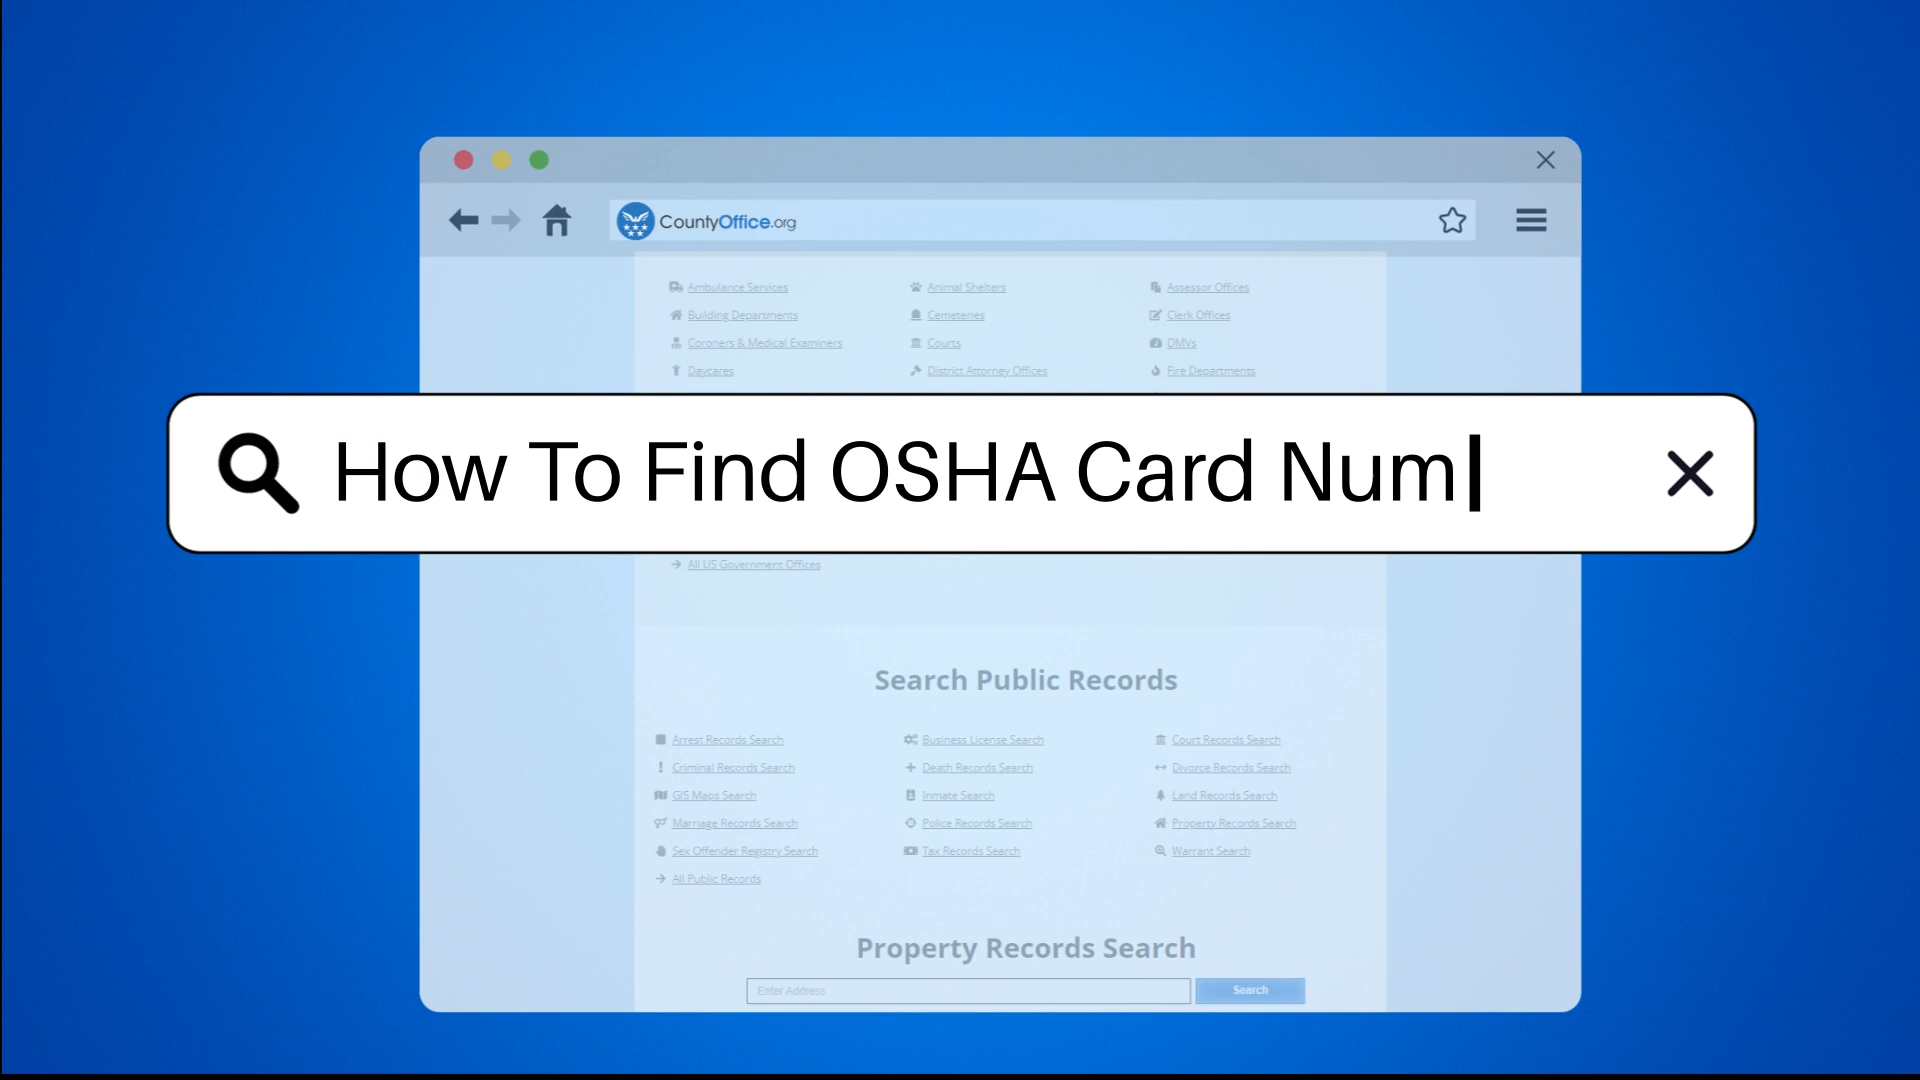 CountyOffice.org
Ambulance Services Animal Shelters Assessor Offices
Building Departments Cemeteries Clerk Offices
Coroners & Medical Examiners Courts DMVs
Daycares District Attorney Offices Fire Departments
How To Find OSHA Card Num
All US Government Offices
Search Public Records
Arrest Records Search Business License Search Court Records Search
Criminal Records Search Death Records Search Divorce Records Search
GIS Maps Search Inmate Search Land Records Search
Marriage Records Search Police Records Search Property Records Search
Sex Offender Registry Search Tax Records Search Warrant Search
All Public Records
Property Records Search
Enter Address Search